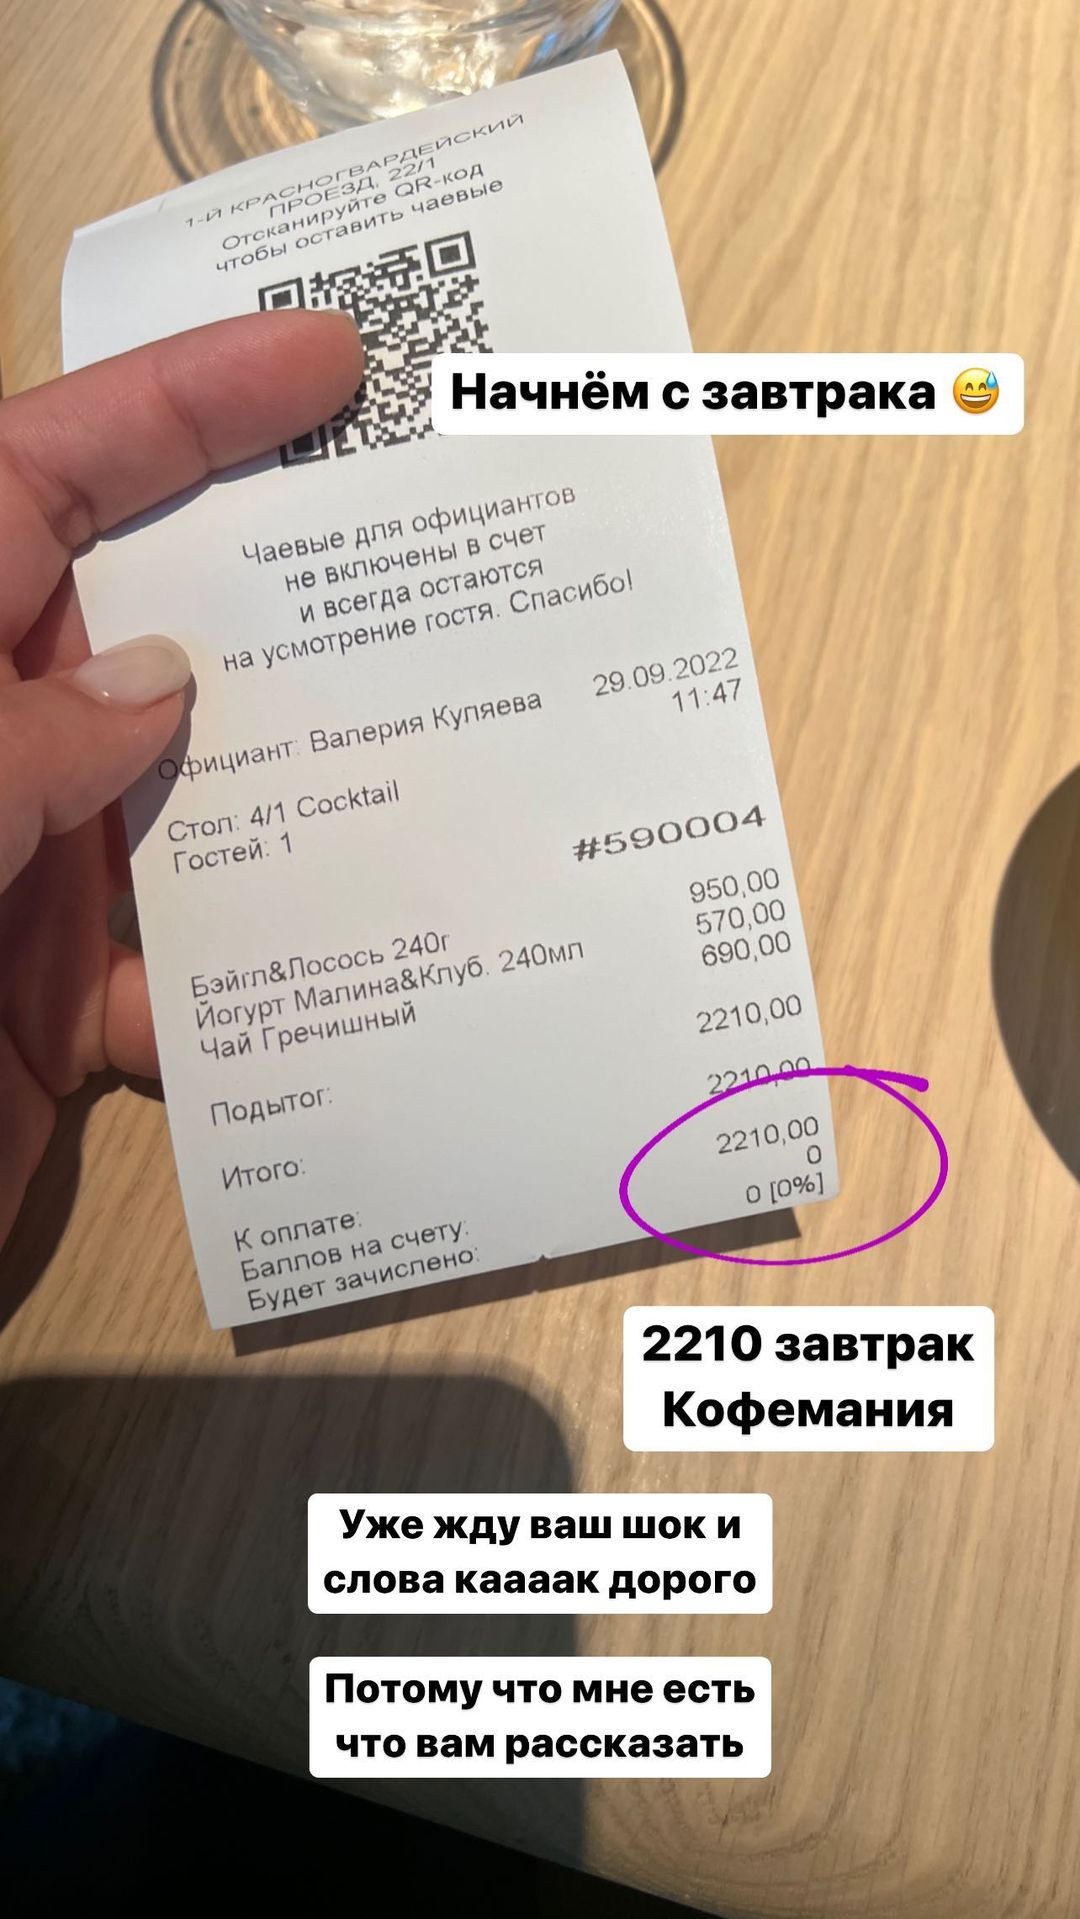 1-Й КРАСНОГВАРДЕЙСКИЙ
ПРОЕЗД, 22/1
Отсканируйте QR-код
чтобы оставить чаевые
Начнём с завтрака 😅
Чаевые для официантов
не включены в счет
и всегда остаются
на усмотрение гостя. Спасибо!
Официант: Валерия Куляева 29.09.2022
11:47
Стол: 4/1 Cocktail
Гостей: 1
#590004
Бэйгл&Лосось 240г 950,00
Йогурт Малина&Клуб. 240мл 570,00
Чай Гречишный 690,00
Подытог: 2210,00
Итого: 2210,00
К оплате: 2210,00
Баллов на счету: 0
Будет зачислено: 0 [0%]
2210 завтрак
Кофемания
Уже жду ваш шок и
слова каааак дорого
Потому что мне есть
что вам рассказать